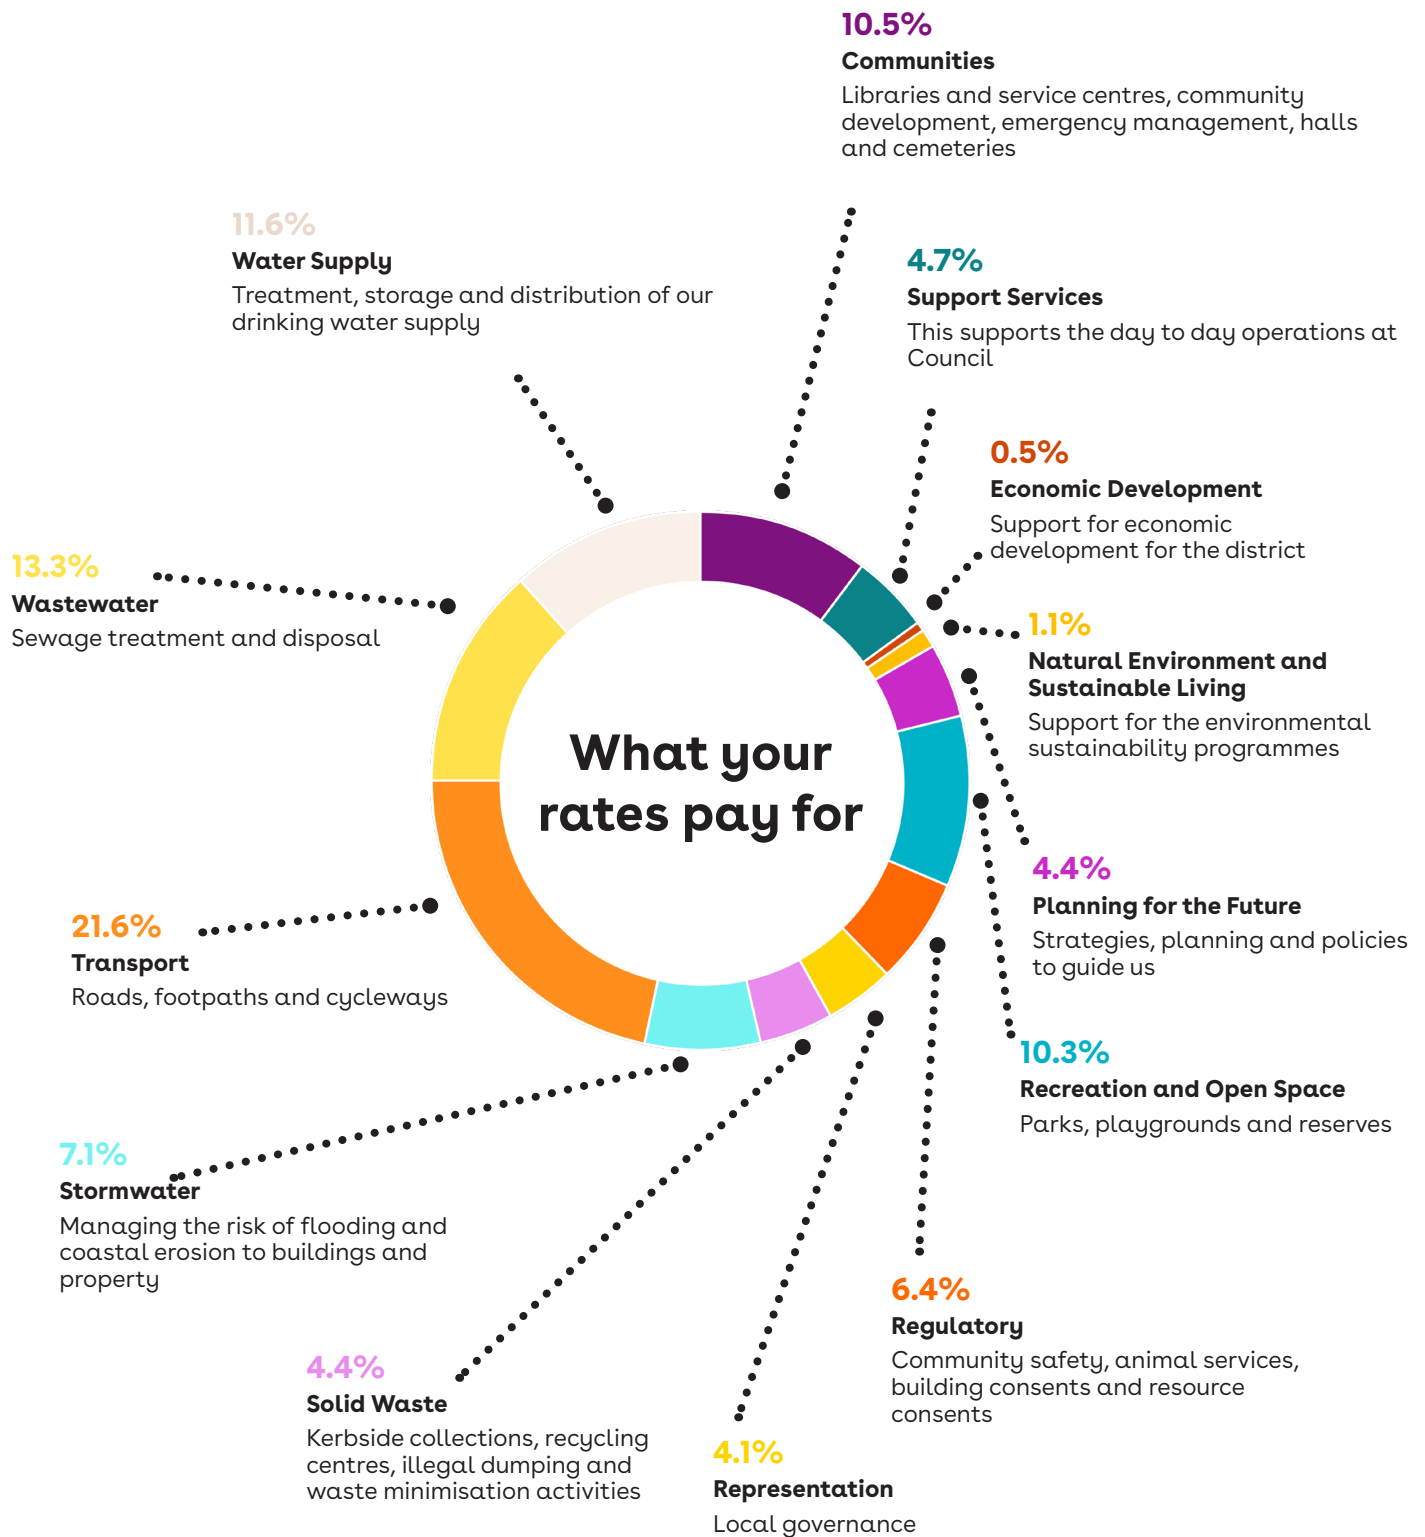 10.5%
Communities
Libraries and service centres, community
development, emergency management, halls
and cemeteries
11.6%
Water Supply
Treatment, storage and distribution of our
drinking water supply
4.7%
Support Services
This supports the day to day operations at
Council
0.5%
Economic Development
Support for economic
development for the district
13.3%
Wastewater
Sewage treatment and disposal
1.1%
Natural Environment and
Sustainable Living
Support for the environmental
sustainability programmes
What your
rates pay for
4.4%
Planning for the Future
Strategies, planning and policies
to guide us
21.6%
Transport
Roads, footpaths and cycleways
10.3%
Recreation and Open Space
Parks, playgrounds and reserves
7.1%
Stormwater
Managing the risk of flooding and
coastal erosion to buildings and
property
6.4%
Regulatory
Community safety, animal services,
building consents and resource
consents
4.4%
Solid Waste
Kerbside collections, recycling
centres, illegal dumping and
waste minimisation activities
4.1%
Representation
Local governance